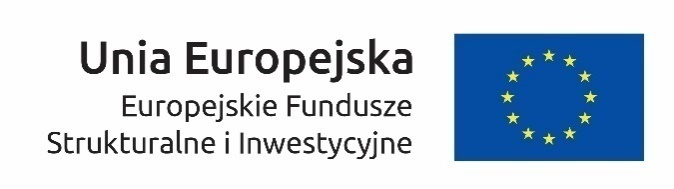 Unia Europejska
Europejskie Fundusze
Strukturalne i Inwestycyjne